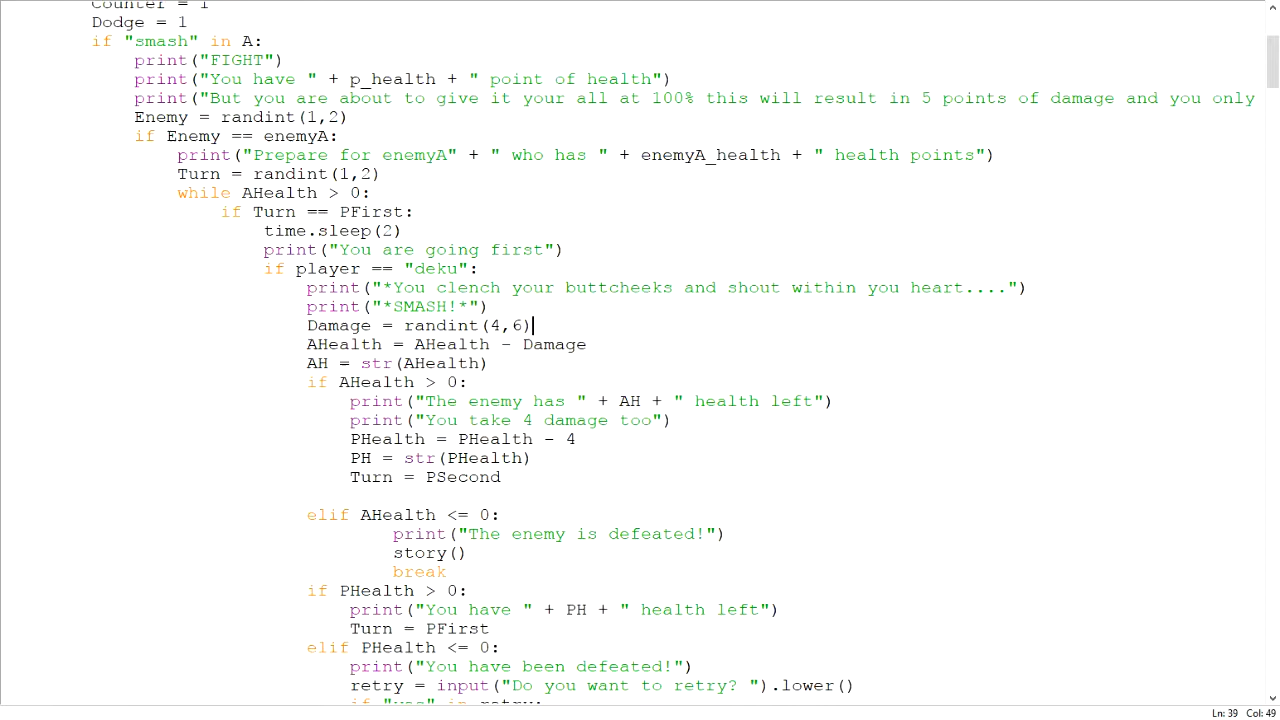 Counter = 1
Dodge = 1
if "smash" in A:
print("FIGHT")
print("You have " + p_health + " point of health")
print("But you are about to give it your all at 100% this will result in 5 points of damage and you only
Enemy = randint(1,2)
if Enemy == enemyA:
print("Prepare for enemyA" + " who has " + enemyA_health + " health points")
Turn = randint(1,2)
while AHealth > 0:
if Turn == PFirst:
time.sleep(2)
print("You are going first")
if player == "deku":
print("*You clench your buttcheeks and shout within you heart....")
print("*SMASH!*")
Damage = randint(4,6)
AHealth = AHealth - Damage
AH = str(AHealth)
if AHealth > 0:
print("The enemy has " + AH + " health left")
print("You take 4 damage too")
PHealth = PHealth - 4
PH = str(PHealth)
Turn = PSecond
elif AHealth <= 0:
print("The enemy is defeated!")
story()
break
if PHealth > 0:
print("You have " + PH + " health left")
Turn = PFirst
elif PHealth <= 0:
print("You have been defeated!")
retry = input("Do you want to retry? ").lower()
if "yes" in retry:
Ln: 39 Col: 49